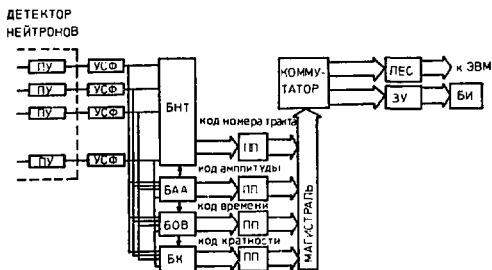 ДЕТЕКТОР
НЕЙТРОНОВ
ПУ
УСФ
ПУ
УСФ
ПУ
УСФ
ПУ
УСФ
БНТ
КОММУ-
ТАТОР
ЛЕС
к ЭВМ
ЗУ
БИ
код номера тракта
ПП
код амплитуды
БАА
ПП
код времени
БОВ
ПП
код кратности
БК
ПП
МАГИСТРАЛЬ